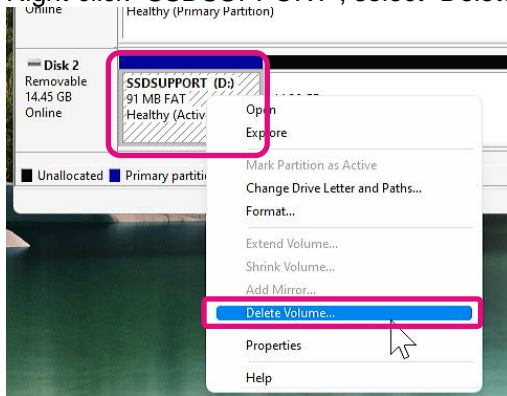 Online
Healthy (Primary Partition)
Disk 2
Removable
14.45 GB
Online
SSDSUPPORT (D:)
91 MB FAT
Healthy (Activ
Open
Explore
Mark Partition as Active
Change Drive Letter and Paths...
Format...
Extend Volume...
Shrink Volume...
Add Mirror...
Delete Volume...
Properties
Help
Unallocated
Primary partitio